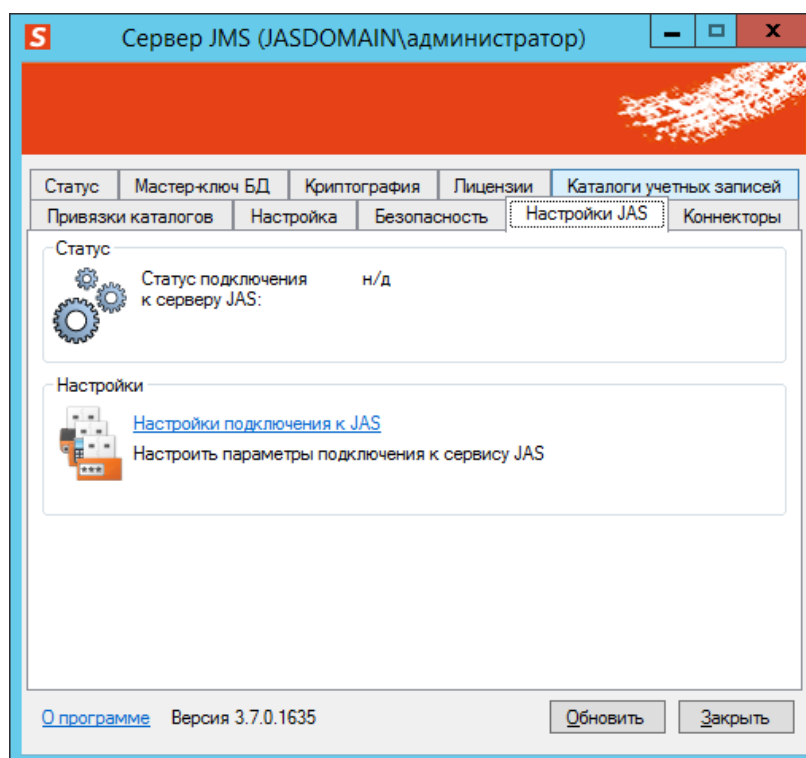 S
Сервер JMS (JASDOMAIN\администратор)
x
Статус Мастер-ключ БД Криптография Лицензии Каталоги учетных записей
Привязки каталогов Настройка Безопасность Настройки JAS Коннекторы
Статус
Статус подключения н/д
к серверу JAS:
Настройки
Настройки подключения к JAS
Настроить параметры подключения к сервису JAS
***
О программе Версия 3.7.0.1635 Обновить Закрыть